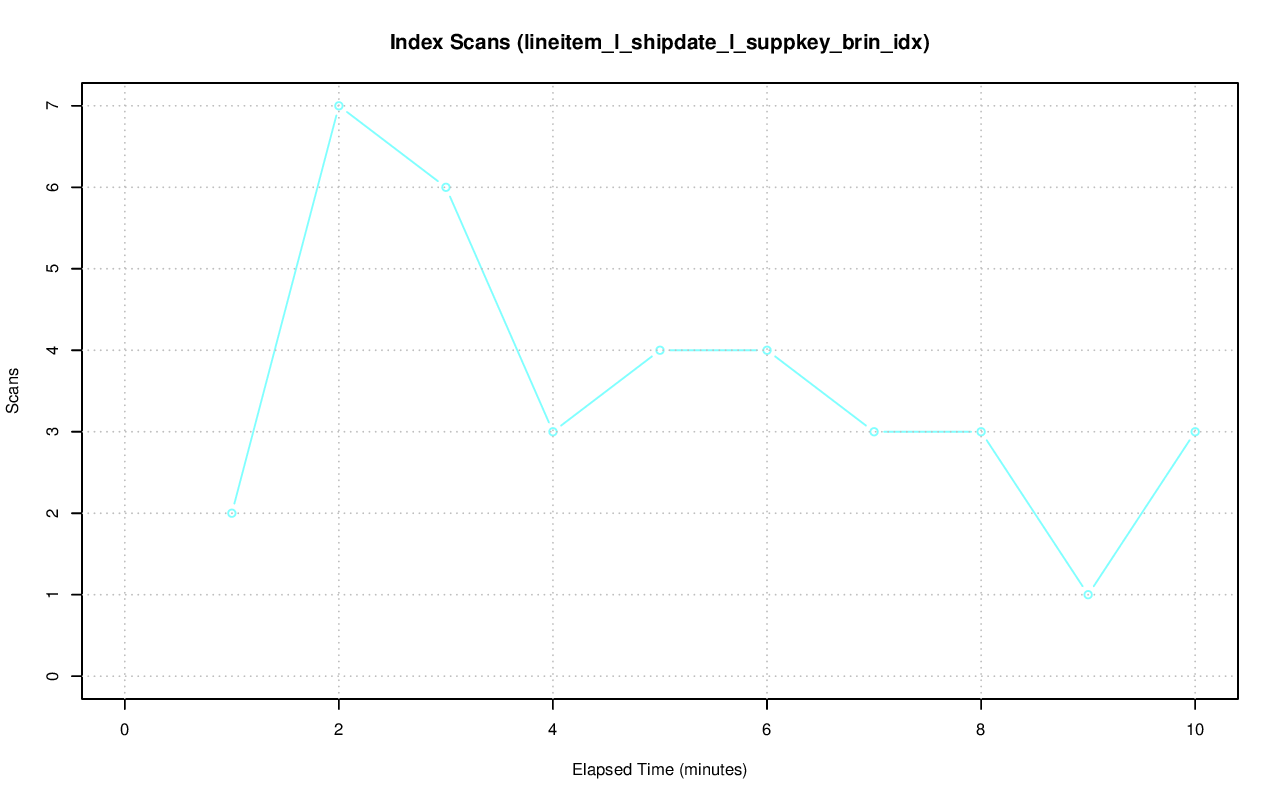 Index Scans (lineitem_l_shipdate_l_suppkey_brin_idx)
7
6
5
4
3
2
1
0
Scans
0 2 4 6 8 10
Elapsed Time (minutes)